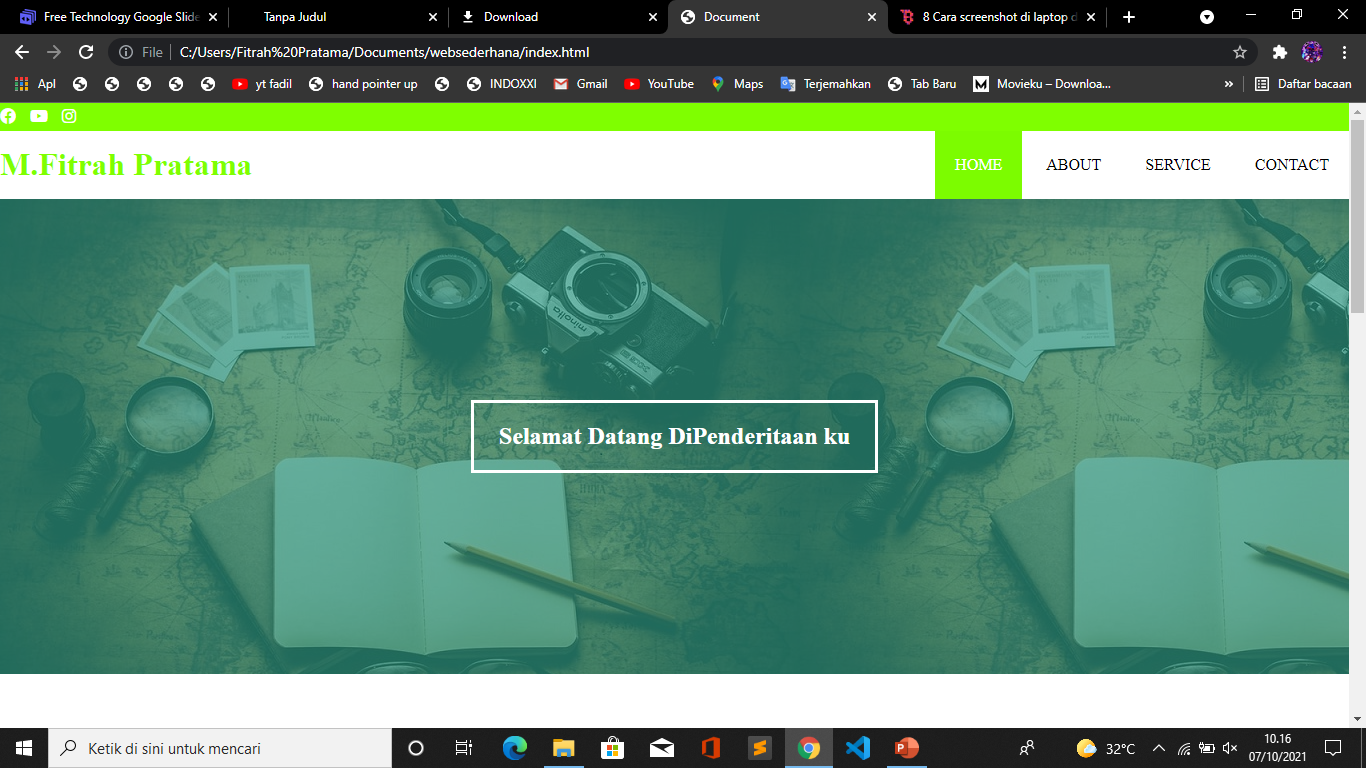 Free Technology Google Slide
Tanpa Judul
Download
Document
8 Cara screenshot di laptop d
File
C:/Users/Fitrah%20Pratama/Documents/websederhana/index.html
Apl
yt fadil
hand pointer up
INDOXXI
Gmail
YouTube
Maps
Terjemahkan
Tab Baru
Movieku – Downloa...
»
Daftar bacaan
M.Fitrah Pratama
HOME
ABOUT
SERVICE
CONTACT
minolta
Selamat Datang DiPenderitaan ku
Ketik di sini untuk mencari
32°C
10.16
07/10/2021